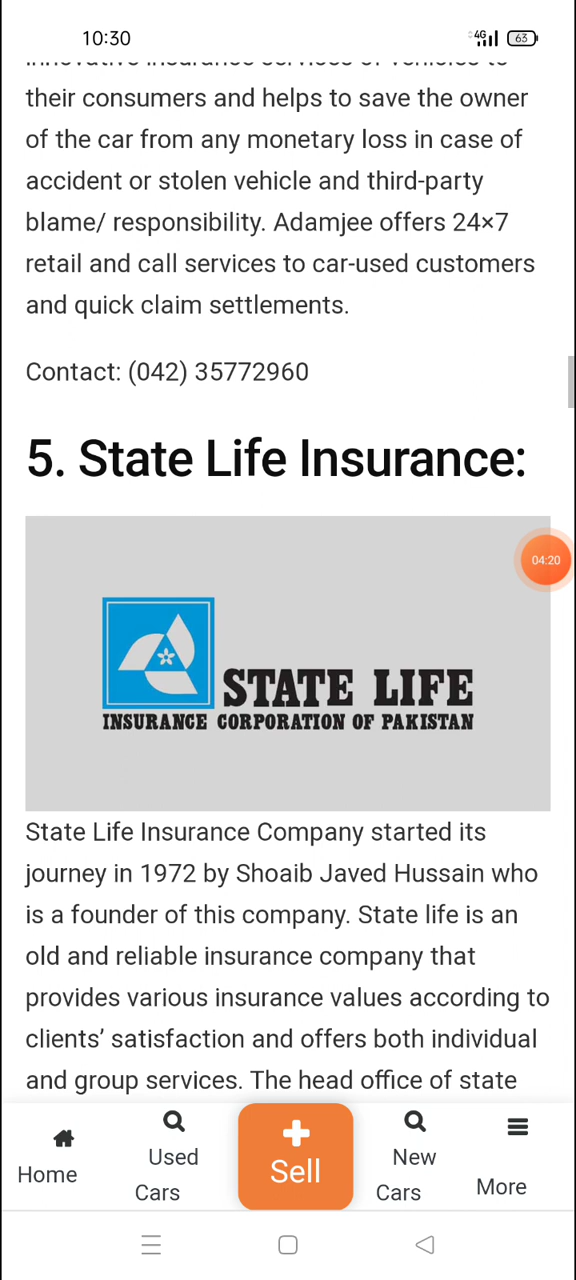 10:30
4G
63
their consumers and helps to save the owner
of the car from any monetary loss in case of
accident or stolen vehicle and third-party
blame/ responsibility. Adamjee offers 24×7
retail and call services to car-used customers
and quick claim settlements.
Contact: (042) 35772960
5. State Life Insurance:
04:20
STATE LIFE
INSURANCE CORPORATION OF PAKISTAN
State Life Insurance Company started its
journey in 1972 by Shoaib Javed Hussain who
is a founder of this company. State life is an
old and reliable insurance company that
provides various insurance values according to
clients’ satisfaction and offers both individual
and group services. The head office of state
Home
Used
Cars
Sell
New
Cars
More